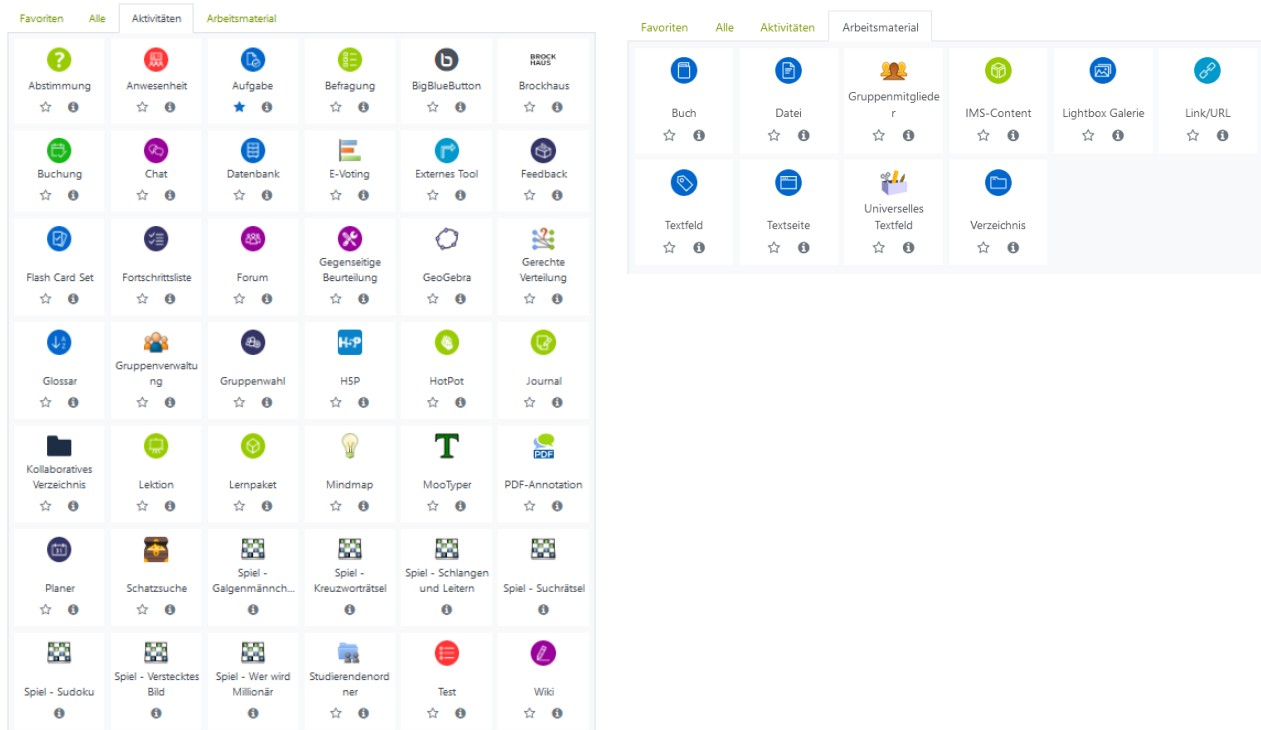 Favoriten Alle Aktivitäten Arbeitsmaterial
Abstimmung Anwesenheit Aufgabe Befragung BigBlueButton BROCK HAUS Brockhaus
Buchung Chat Datenbank E-Voting Externes Tool Feedback
Flash Card Set Fortschrittsliste Forum Gegenseitige Beurteilung GeoGebra Gerechte Verteilung
Glossar Gruppenverwaltu ng Gruppenwahl H5P H5P HotPot Journal
Kollaboratives Verzeichnis Lektion Lernpaket Mindmap T MooTyper PDF PDF-Annotation
31 Planer Schatzsuche Spiel - Galgenmännch... Spiel - Kreuzworträtsel Spiel - Schlangen und Leitern Spiel - Suchrätsel
Spiel - Sudoku Spiel - Verstecktes Bild Spiel - Wer wird Millionär Studierendenord ner Test Wiki
Favoriten Alle Aktivitäten Arbeitsmaterial
Buch Datei Gruppenmitgliede r IMS-Content Lightbox Galerie Link/URL
Textfeld Textseite Universelles Textfeld Verzeichnis